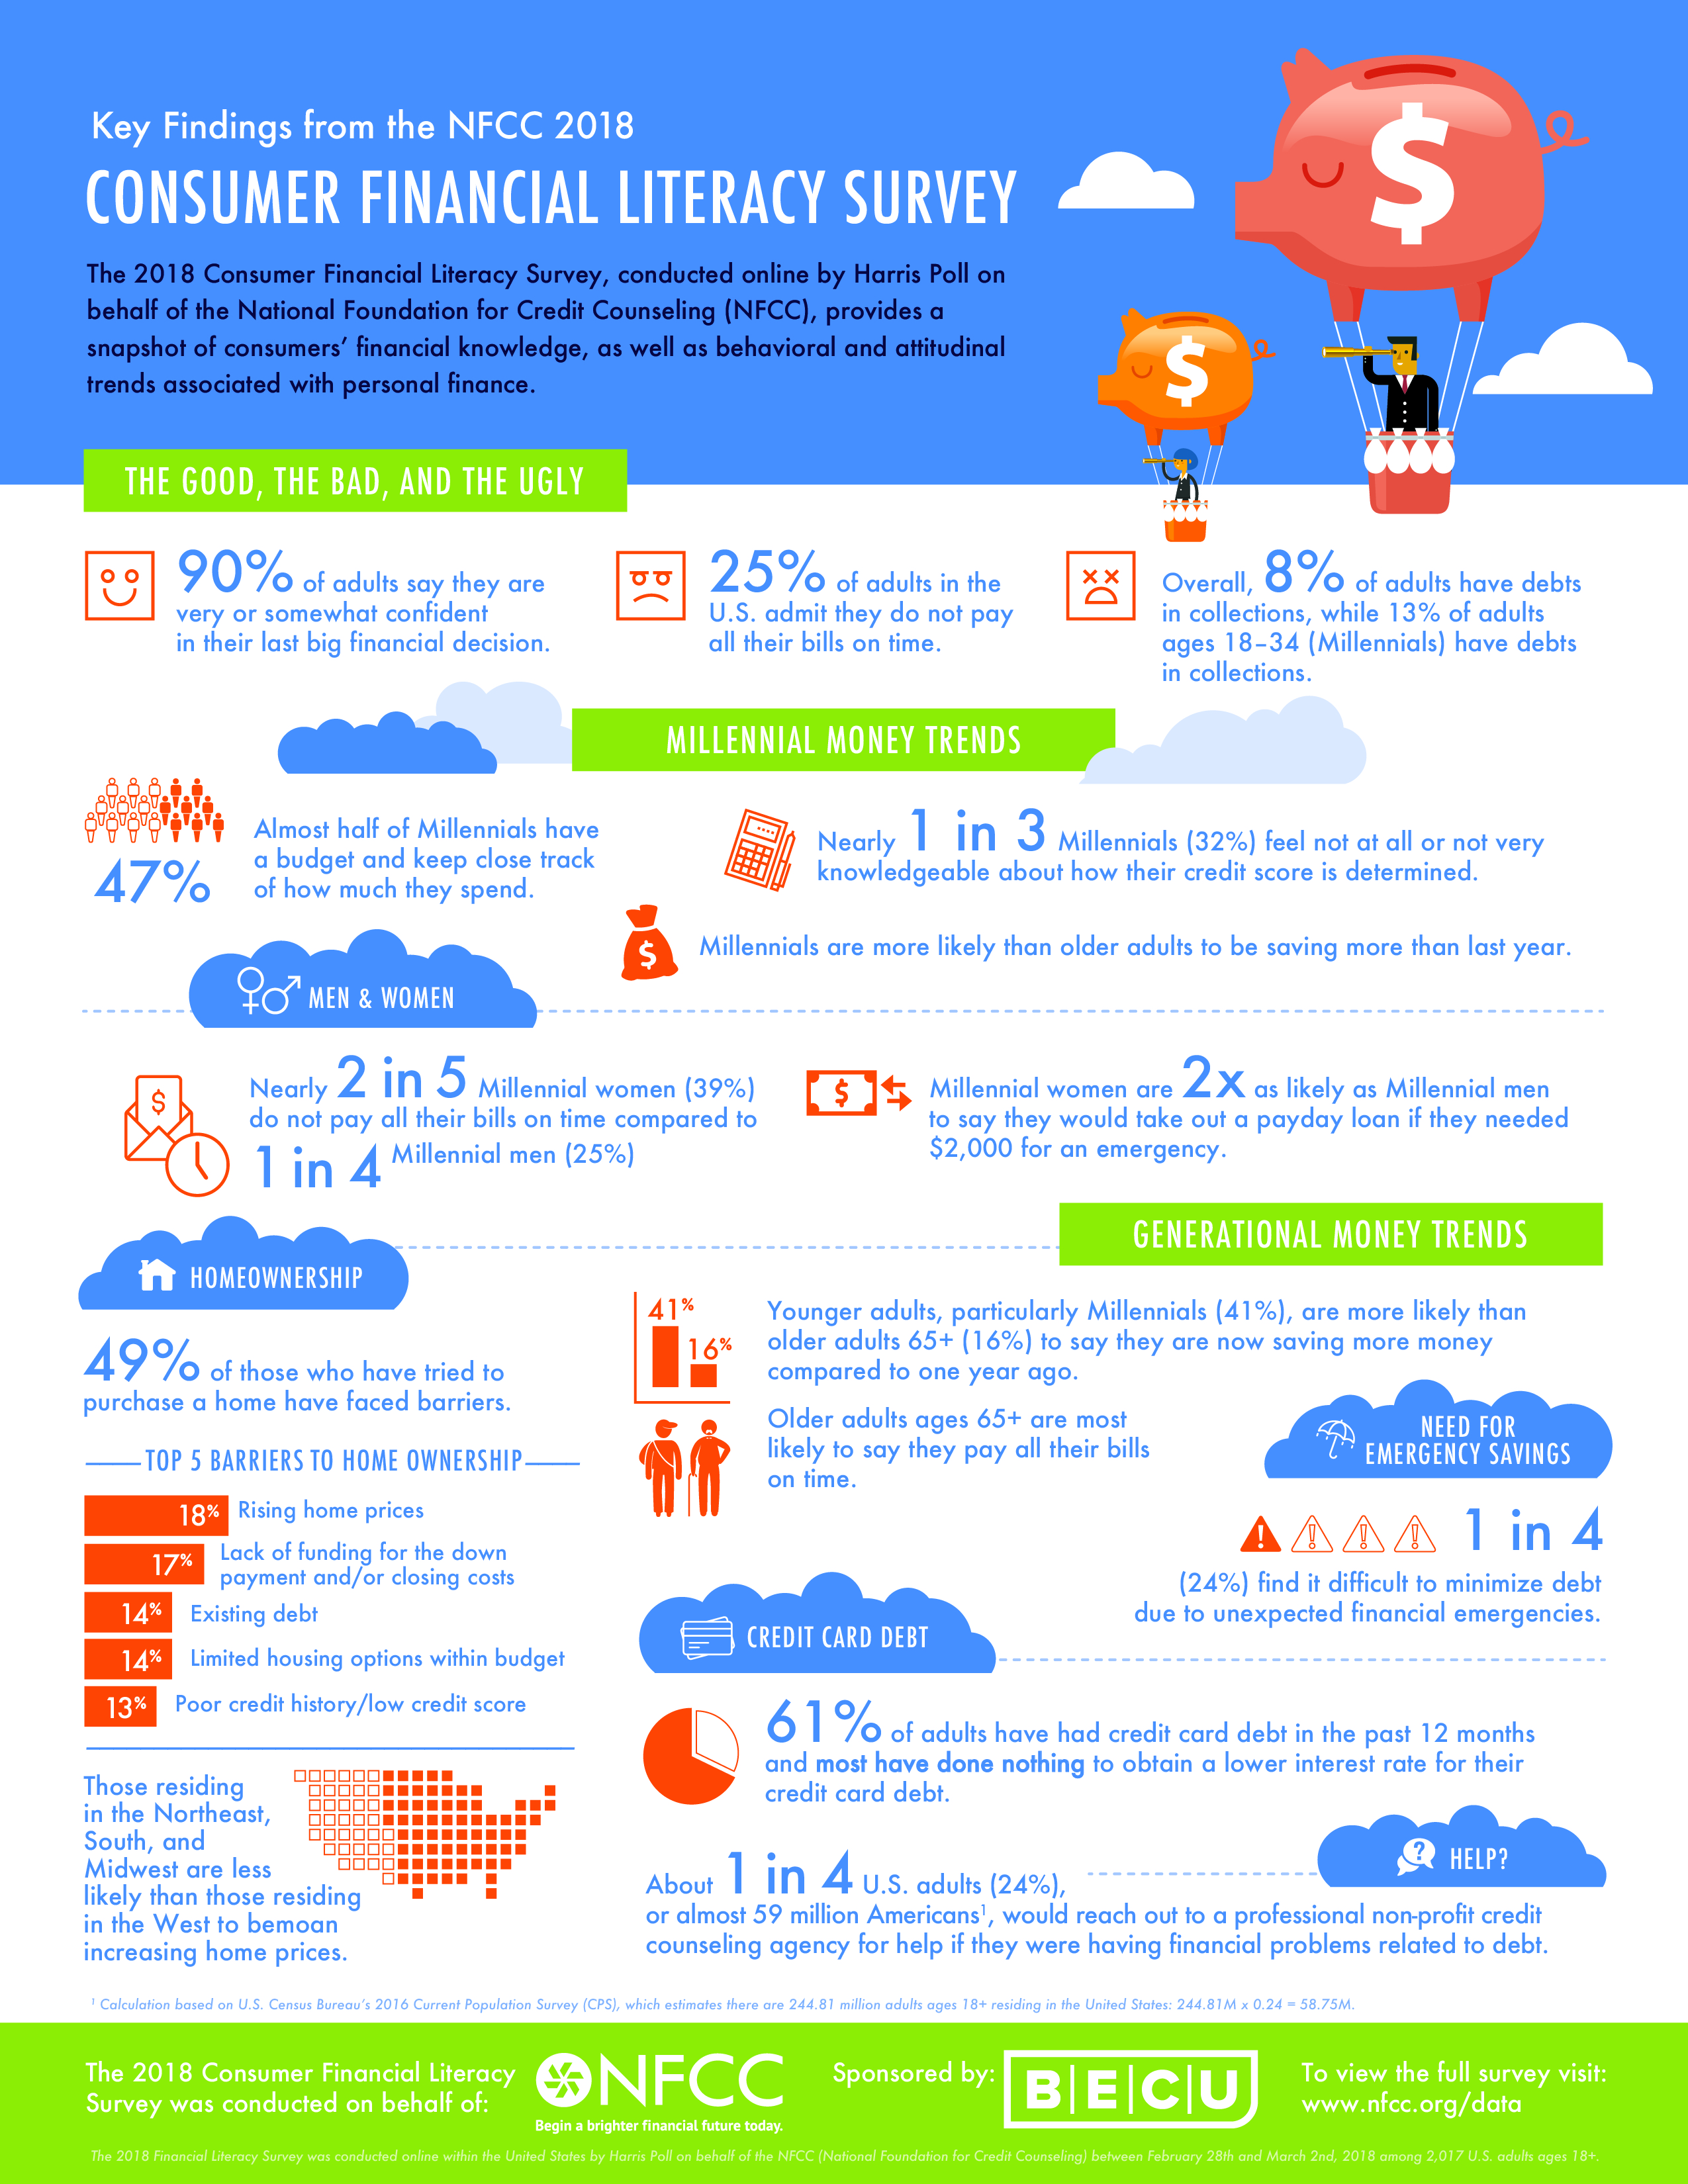 Key Findings from the NFCC 2018
CONSUMER FINANCIAL LITERACY SURVEY
The 2018 Consumer Financial Literacy Survey, conducted online by Harris Poll on
behalf of the National Foundation for Credit Counseling (NFCC), provides a
snapshot of consumers' financial knowledge, as well as behavioral and attitudinal
trends associated with personal finance.
$
$
THE GOOD, THE BAD, AND THE UGLY
90% of adults say they are
very or somewhat confident
in their last big financial decision.
25% of adults in the
U.S. admit they do not pay
all their bills on time.
Overall, 8% of adults have debts
in collections, while 13% of adults
ages 18–34 (Millennials) have debts
in collections.
MILLENNIAL MONEY TRENDS
47%
Almost half of Millennials have
a budget and keep close track
of how much they spend.
Nearly 1 in 3 Millennials (32%) feel not at all or not very
knowledgeable about how their credit score is determined.
$
Millennials are more likely than older adults to be saving more than last year.
MEN & WOMEN
$
Nearly 2 in 5 Millennial women (39%)
do not pay all their bills on time compared to
1 in 4 Millennial men (25%)
$
Millennial women are 2x as likely as Millennial men
to say they would take out a payday loan if they needed
$2,000 for an emergency.
HOMEOWNERSHIP
49% of those who have tried to
purchase a home have faced barriers.
TOP 5 BARRIERS TO HOME OWNERSHIP
18% Rising home prices
17% Lack of funding for the down
payment and/or closing costs
14% Existing debt
14% Limited housing options within budget
13% Poor credit history/low credit score
Those residing
in the Northeast,
South, and
Midwest are less
likely than those residing
in the West to bemoan
increasing home prices.
GENERATIONAL MONEY TRENDS
41%
16%
Younger adults, particularly Millennials (41%), are more likely than
older adults 65+ (16%) to say they are now saving more money
compared to one year ago.
Older adults ages 65+ are most
likely to say they pay all their bills
on time.
NEED FOR
EMERGENCY SAVINGS
! ! ! !
1 in 4
(24%) find it difficult to minimize debt
due to unexpected financial emergencies.
CREDIT CARD DEBT
61% of adults have had credit card debt in the past 12 months
and most have done nothing to obtain a lower interest rate for their
credit card debt.
? HELP?
About 1 in 4 U.S. adults (24%),
or almost 59 million Americans¹, would reach out to a professional non-profit credit
counseling agency for help if they were having financial problems related to debt.
¹ Calculation based on U.S. Census Bureau's 2016 Current Population Survey (CPS), which estimates there are 244.81 million adults ages 18+ residing in the United States: 244.81M x 0.24 = 58.75M.
The 2018 Consumer Financial Literacy
Survey was conducted on behalf of:
NFCC
Begin a brighter financial future today.
Sponsored by:
B|E|C|U
To view the full survey visit:
www.nfcc.org/data
The 2018 Financial Literacy Survey was conducted online within the United States by Harris Poll on behalf of the NFCC (National Foundation for Credit Counseling) between February 28th and March 2nd, 2018 among 2,017 U.S. adults ages 18+.